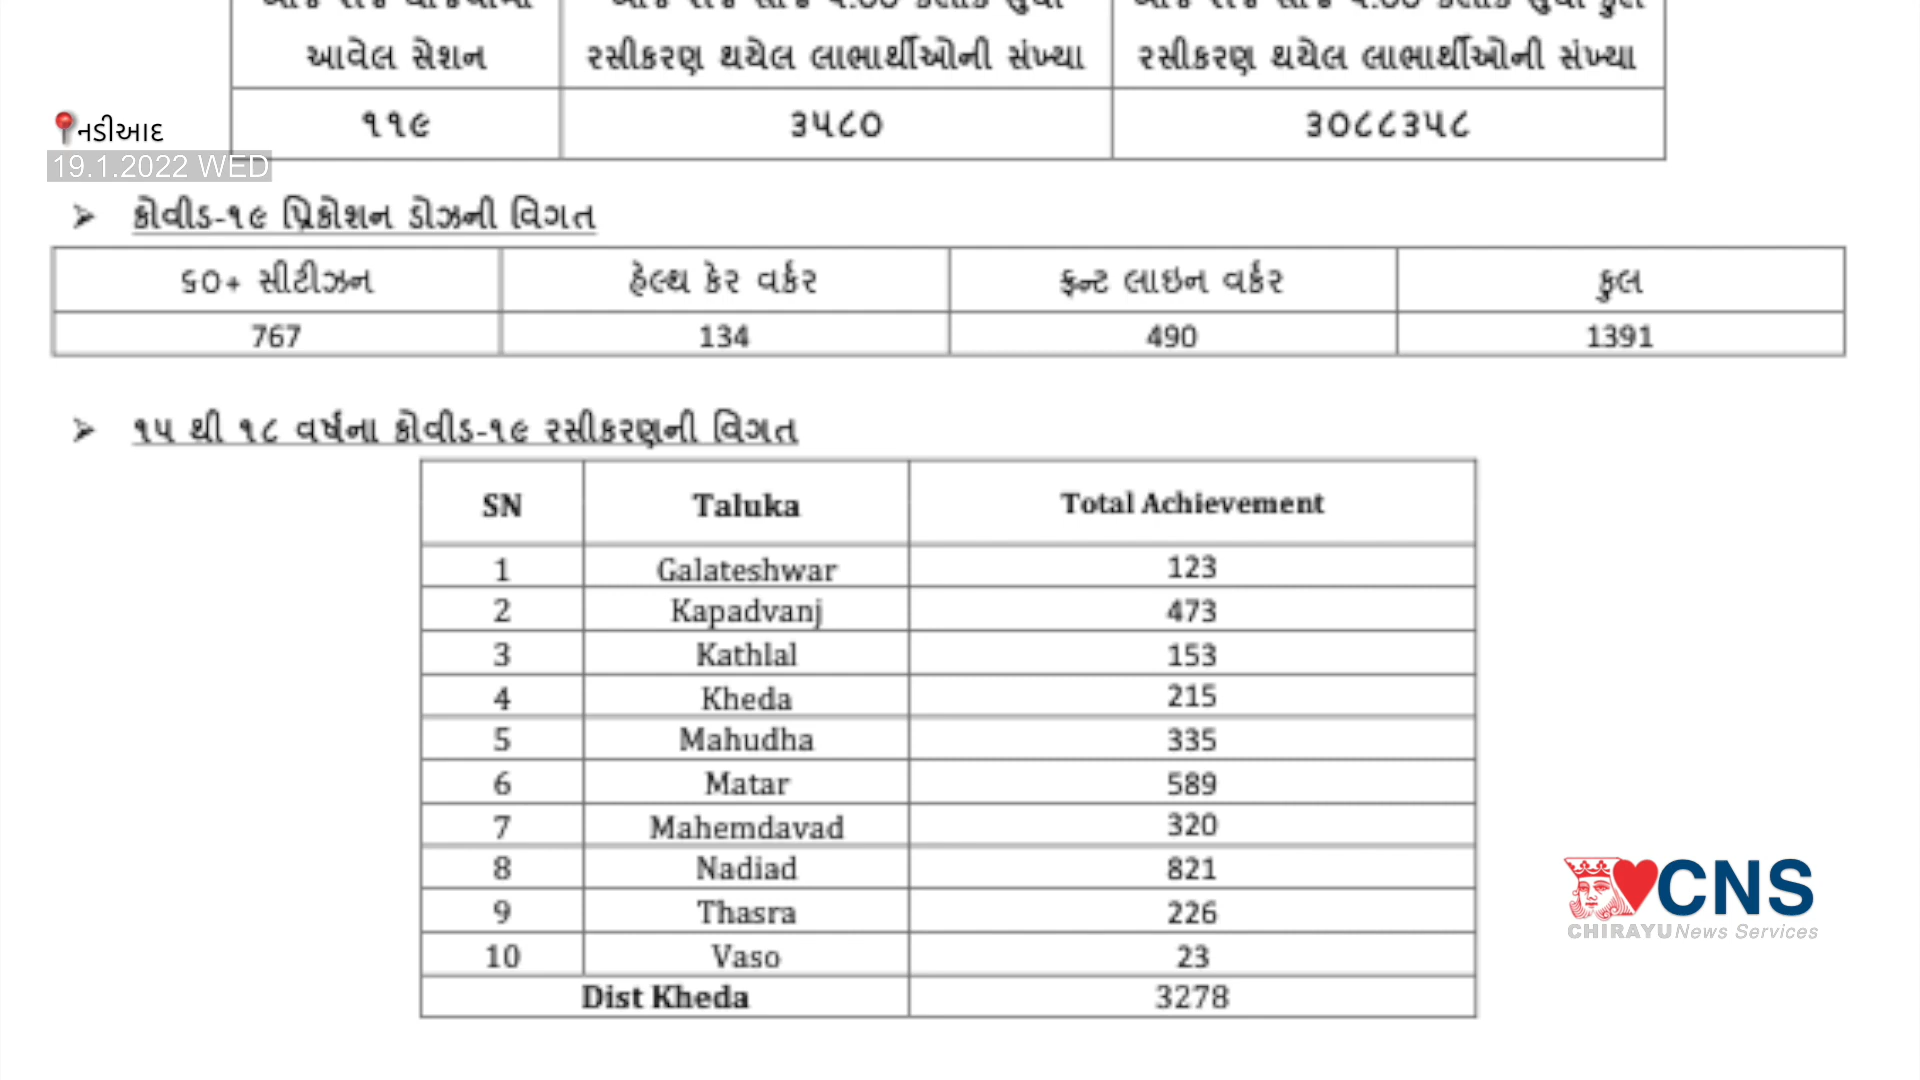 આવેલ સેશન	રસીકરણ થયેલ લાભાર્થીઓની સંખ્યા	રસીકરણ થયેલ લાભાર્થીઓની સંખ્યા
૧૧૯	૩૫૮૦	૩૦૮૮૩૫૮
નડીઆદ
19.1.2022 WED
➢ કોવીડ-૧૯ પ્રિકોશન ડોઝની વિગત
૬૦+ સીટીઝન	હેલ્થ કેર વર્કર	ફ્રન્ટ લાઇન વર્કર	કુલ
767	134	490	1391
➢ ૧૫ થી ૧૮ વર્ષના કોવીડ-૧૯ રસીકરણની વિગત
SN	Taluka	Total Achievement
1	Galateshwar	123
2	Kapadvanj	473
3	Kathlal	153
4	Kheda	215
5	Mahudha	335
6	Matar	589
7	Mahemdavad	320
8	Nadiad	821
9	Thasra	226
10	Vaso	23
Dist Kheda	3278
CNS
CHIRAYU News Services